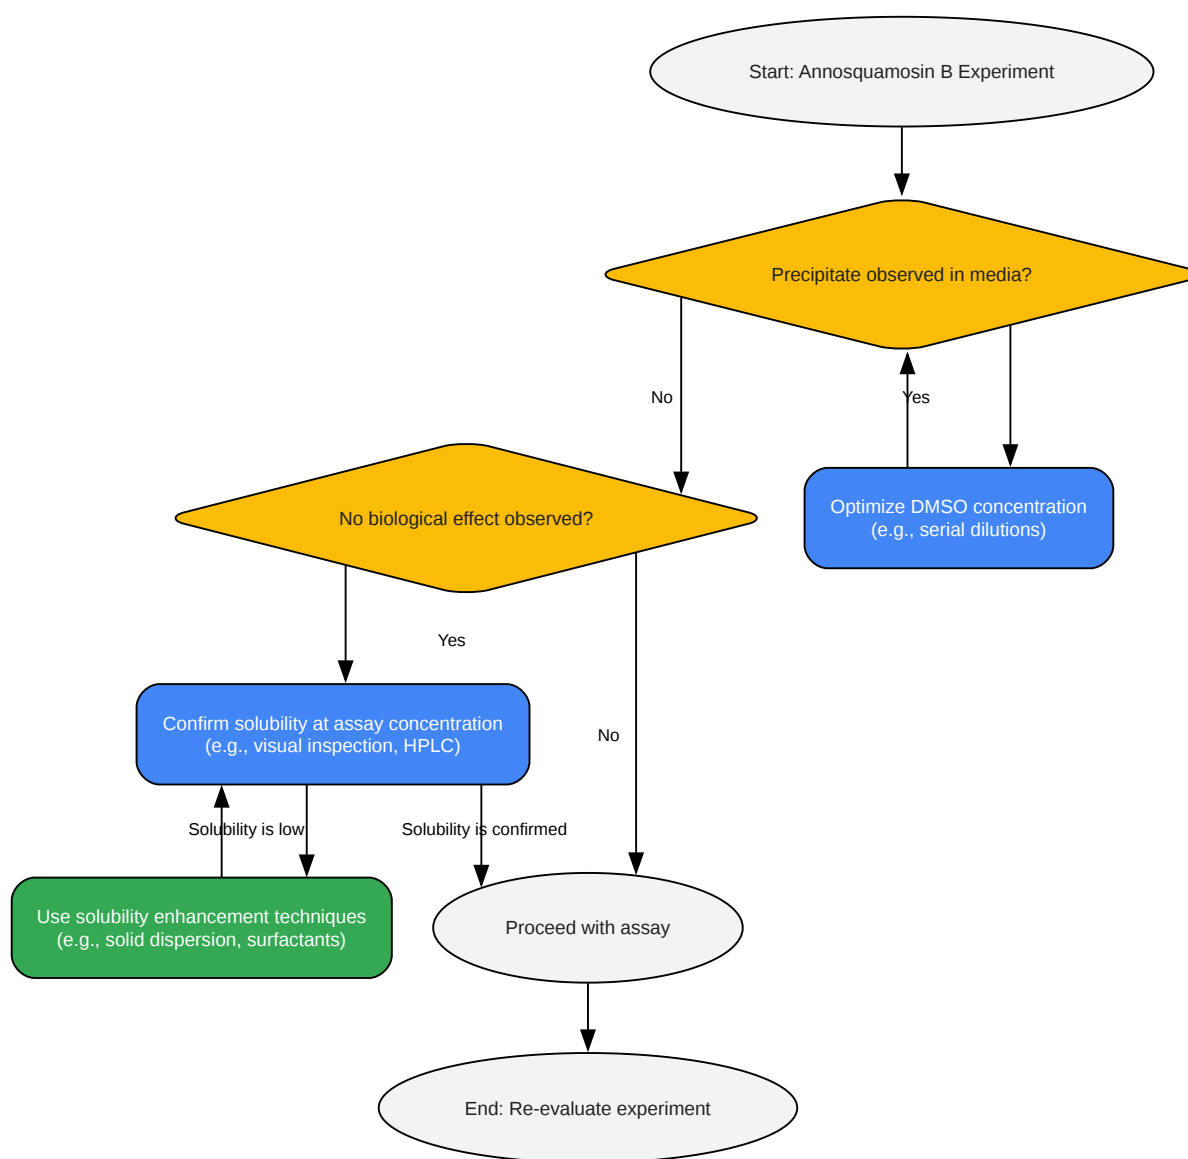 Start: Annosquamosin B Experiment
Precipitate observed in media?
No
Yes
Optimize DMSO concentration
(e.g., serial dilutions)
No biological effect observed?
Yes
No
Confirm solubility at assay concentration
(e.g., visual inspection, HPLC)
Solubility is low
Solubility is confirmed
Use solubility enhancement techniques
(e.g., solid dispersion, surfactants)
Proceed with assay
End: Re-evaluate experiment